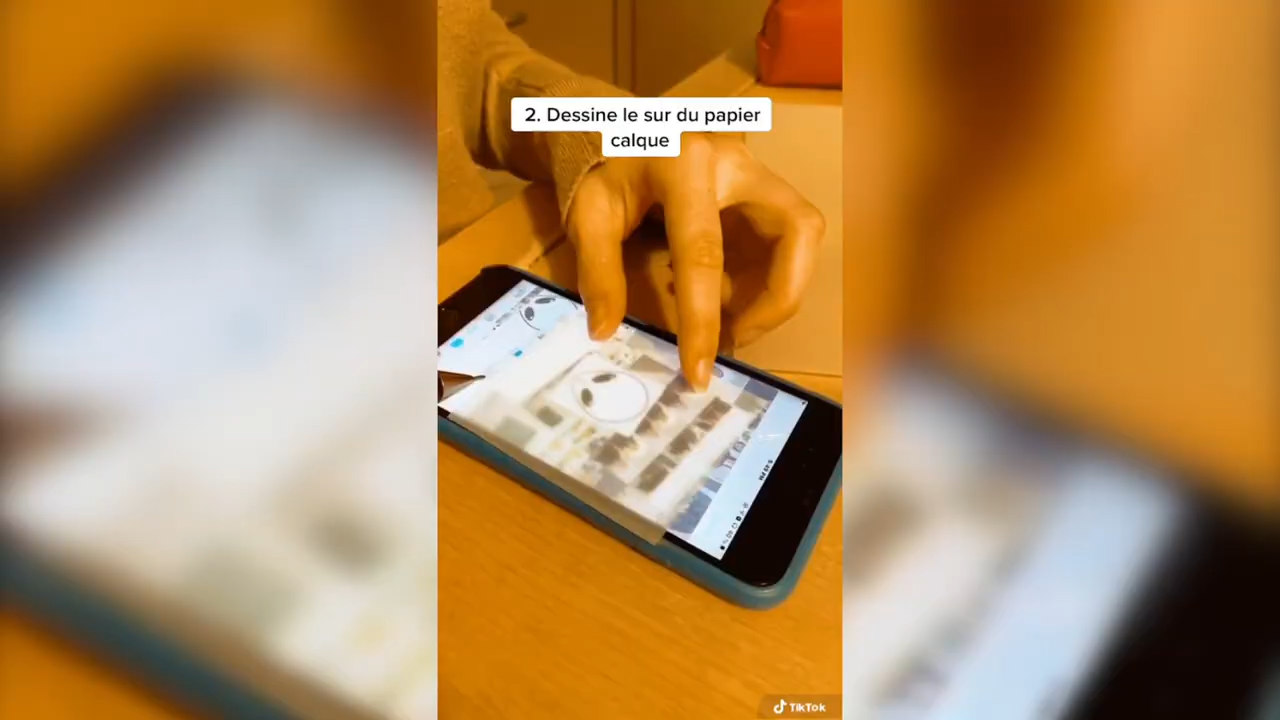 2. Dessine le sur du papier
calque
TikTok